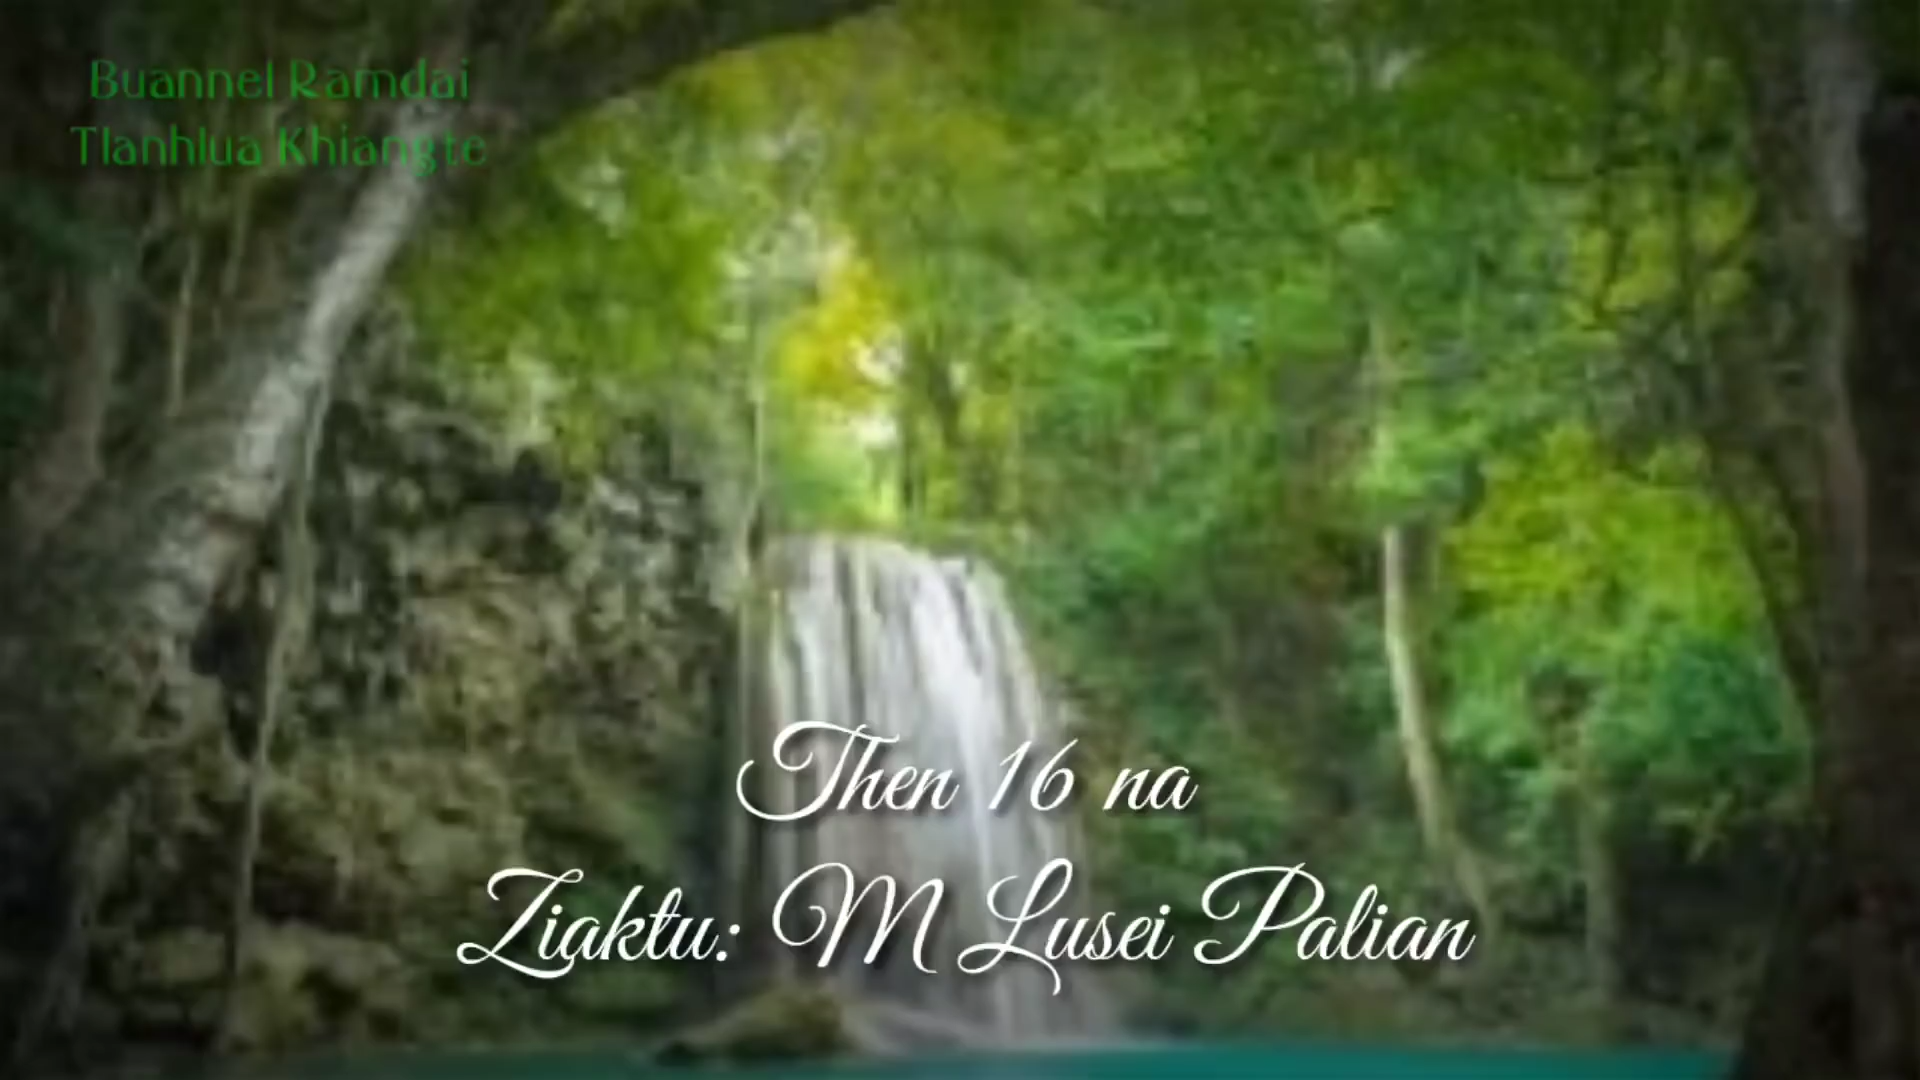 Buannel Ramdai
Tlanhlua Khiangte
Then 16 na
Ziaktu: M Lusei Palian